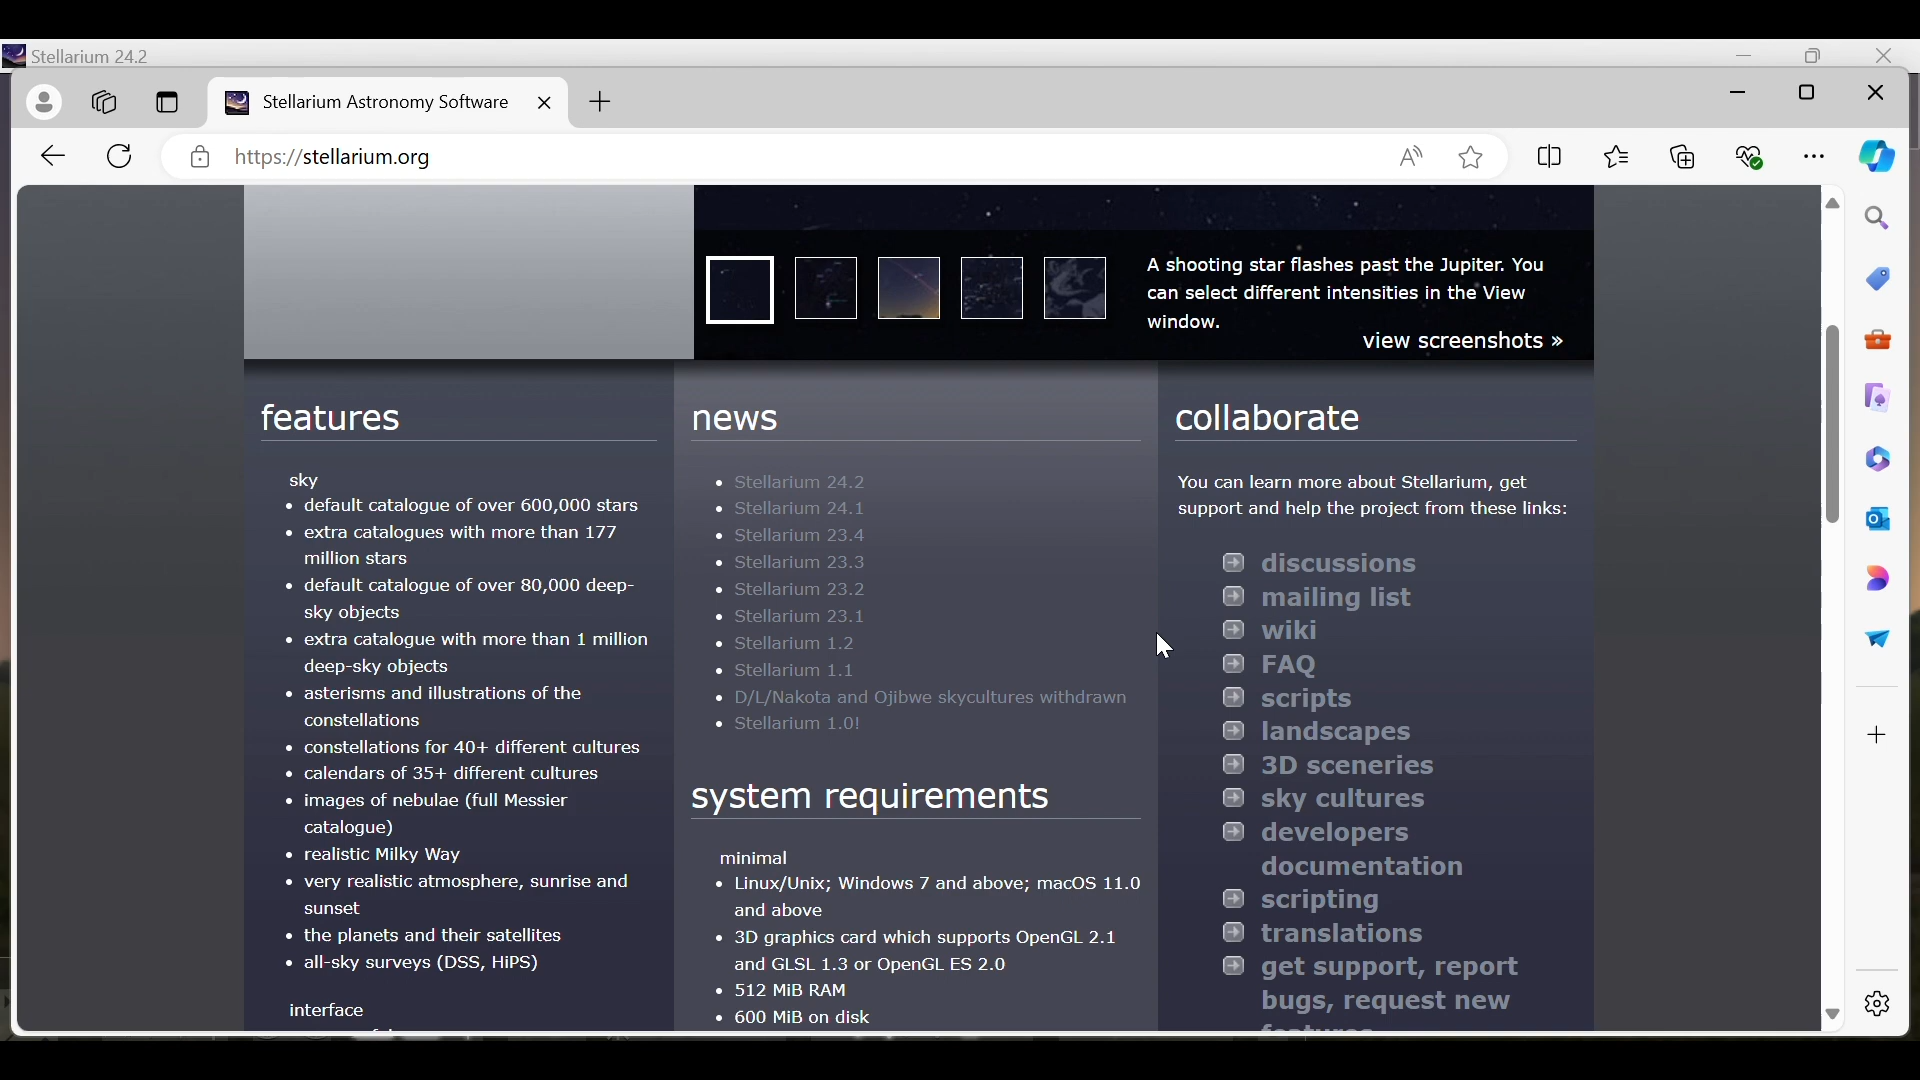 Stellarium 24.2
Stellarium Astronomy Software
https://stellarium.org
A shooting star flashes past the Jupiter. You
can select different intensities in the View
window.
view screenshots »
features
sky
• default catalogue of over 600,000 stars
• extra catalogues with more than 177
million stars
• default catalogue of over 80,000 deep-
sky objects
• extra catalogue with more than 1 million
deep-sky objects
• asterisms and illustrations of the
constellations
• constellations for 40+ different cultures
• calendars of 35+ different cultures
• images of nebulae (full Messier
catalogue)
• realistic Milky Way
• very realistic atmosphere, sunrise and
sunset
• the planets and their satellites
• all-sky surveys (DSS, HiPS)
interface
news
• Stellarium 24.2
• Stellarium 24.1
• Stellarium 23.4
• Stellarium 23.3
• Stellarium 23.2
• Stellarium 23.1
• Stellarium 1.2
• Stellarium 1.1
• D/L/Nakota and Ojibwe skycultures withdrawn
• Stellarium 1.0!
system requirements
minimal
• Linux/Unix; Windows 7 and above; macOS 11.0
and above
• 3D graphics card which supports OpenGL 2.1
and GLSL 1.3 or OpenGL ES 2.0
• 512 MiB RAM
• 600 MiB on disk
collaborate
You can learn more about Stellarium, get
support and help the project from these links:
discussions
mailing list
wiki
FAQ
scripts
landscapes
3D sceneries
sky cultures
developers
documentation
scripting
translations
get support, report
bugs, request new
features